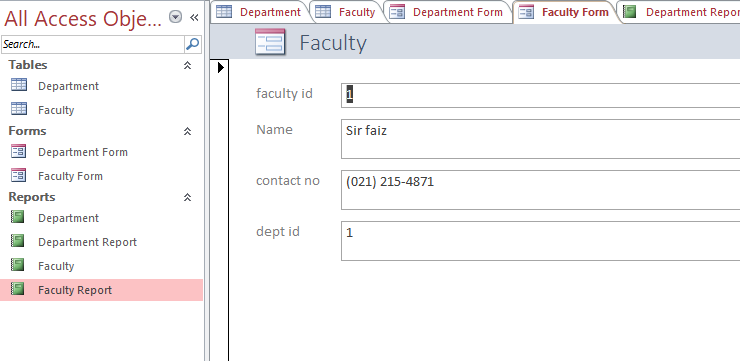 All Access Obje...
Search...
Tables
Department
Faculty
Forms
Department Form
Faculty Form
Reports
Department
Department Report
Faculty
Faculty Report
Department
Faculty
Department Form
Faculty Form
Department Repor
Faculty
faculty id
1
Name
Sir faiz
contact no
(021) 215-4871
dept id
1